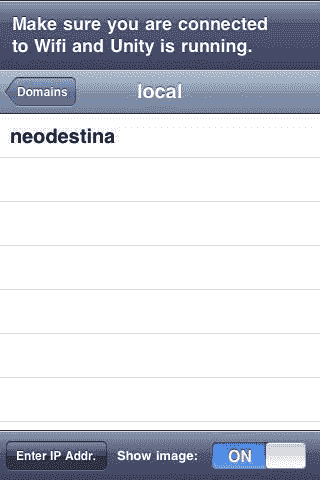 Make sure you are connected
to Wifi and Unity is running.
Domains
local
neodestina
Enter IP Addr.
Show image:
ON